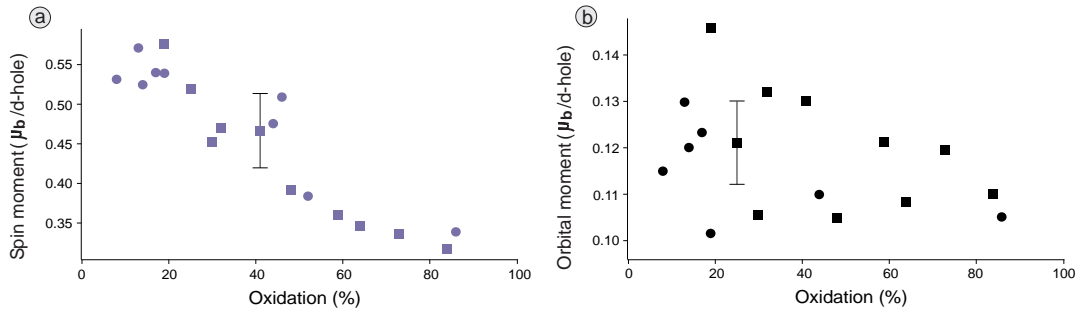 a
Spin moment (μb/d-hole)
0.55
0.50
0.45
0.40
0.35
0 20 40 60 80 100
Oxidation (%)
b
Orbital moment (μb/d-hole)
0.14
0.13
0.12
0.11
0.10
0 20 40 60 80 100
Oxidation (%)